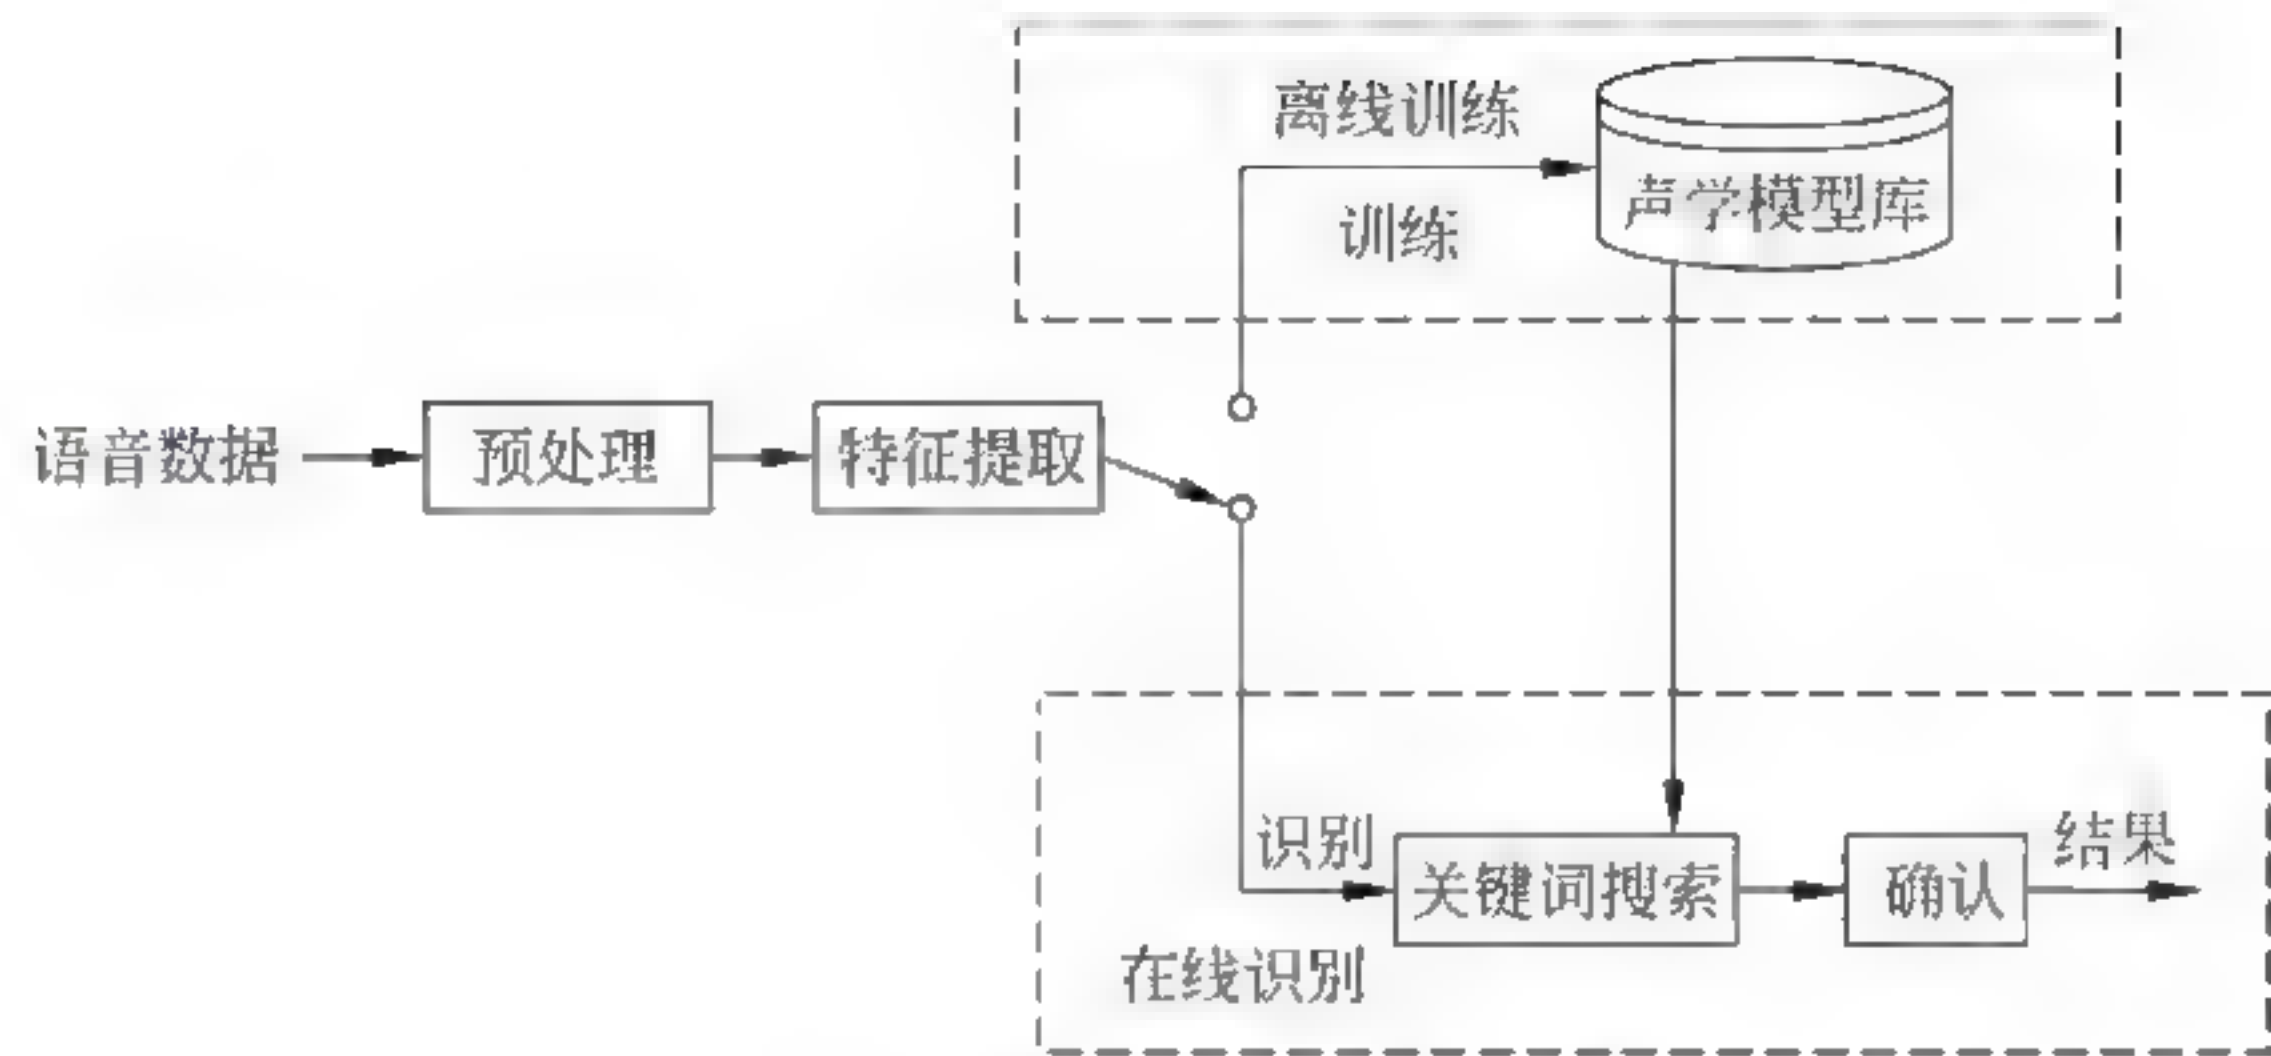 离线训练
声学模型库
训练
语音数据
预处理
特征提取
识别
关键词搜索
确认
结果
在线识别